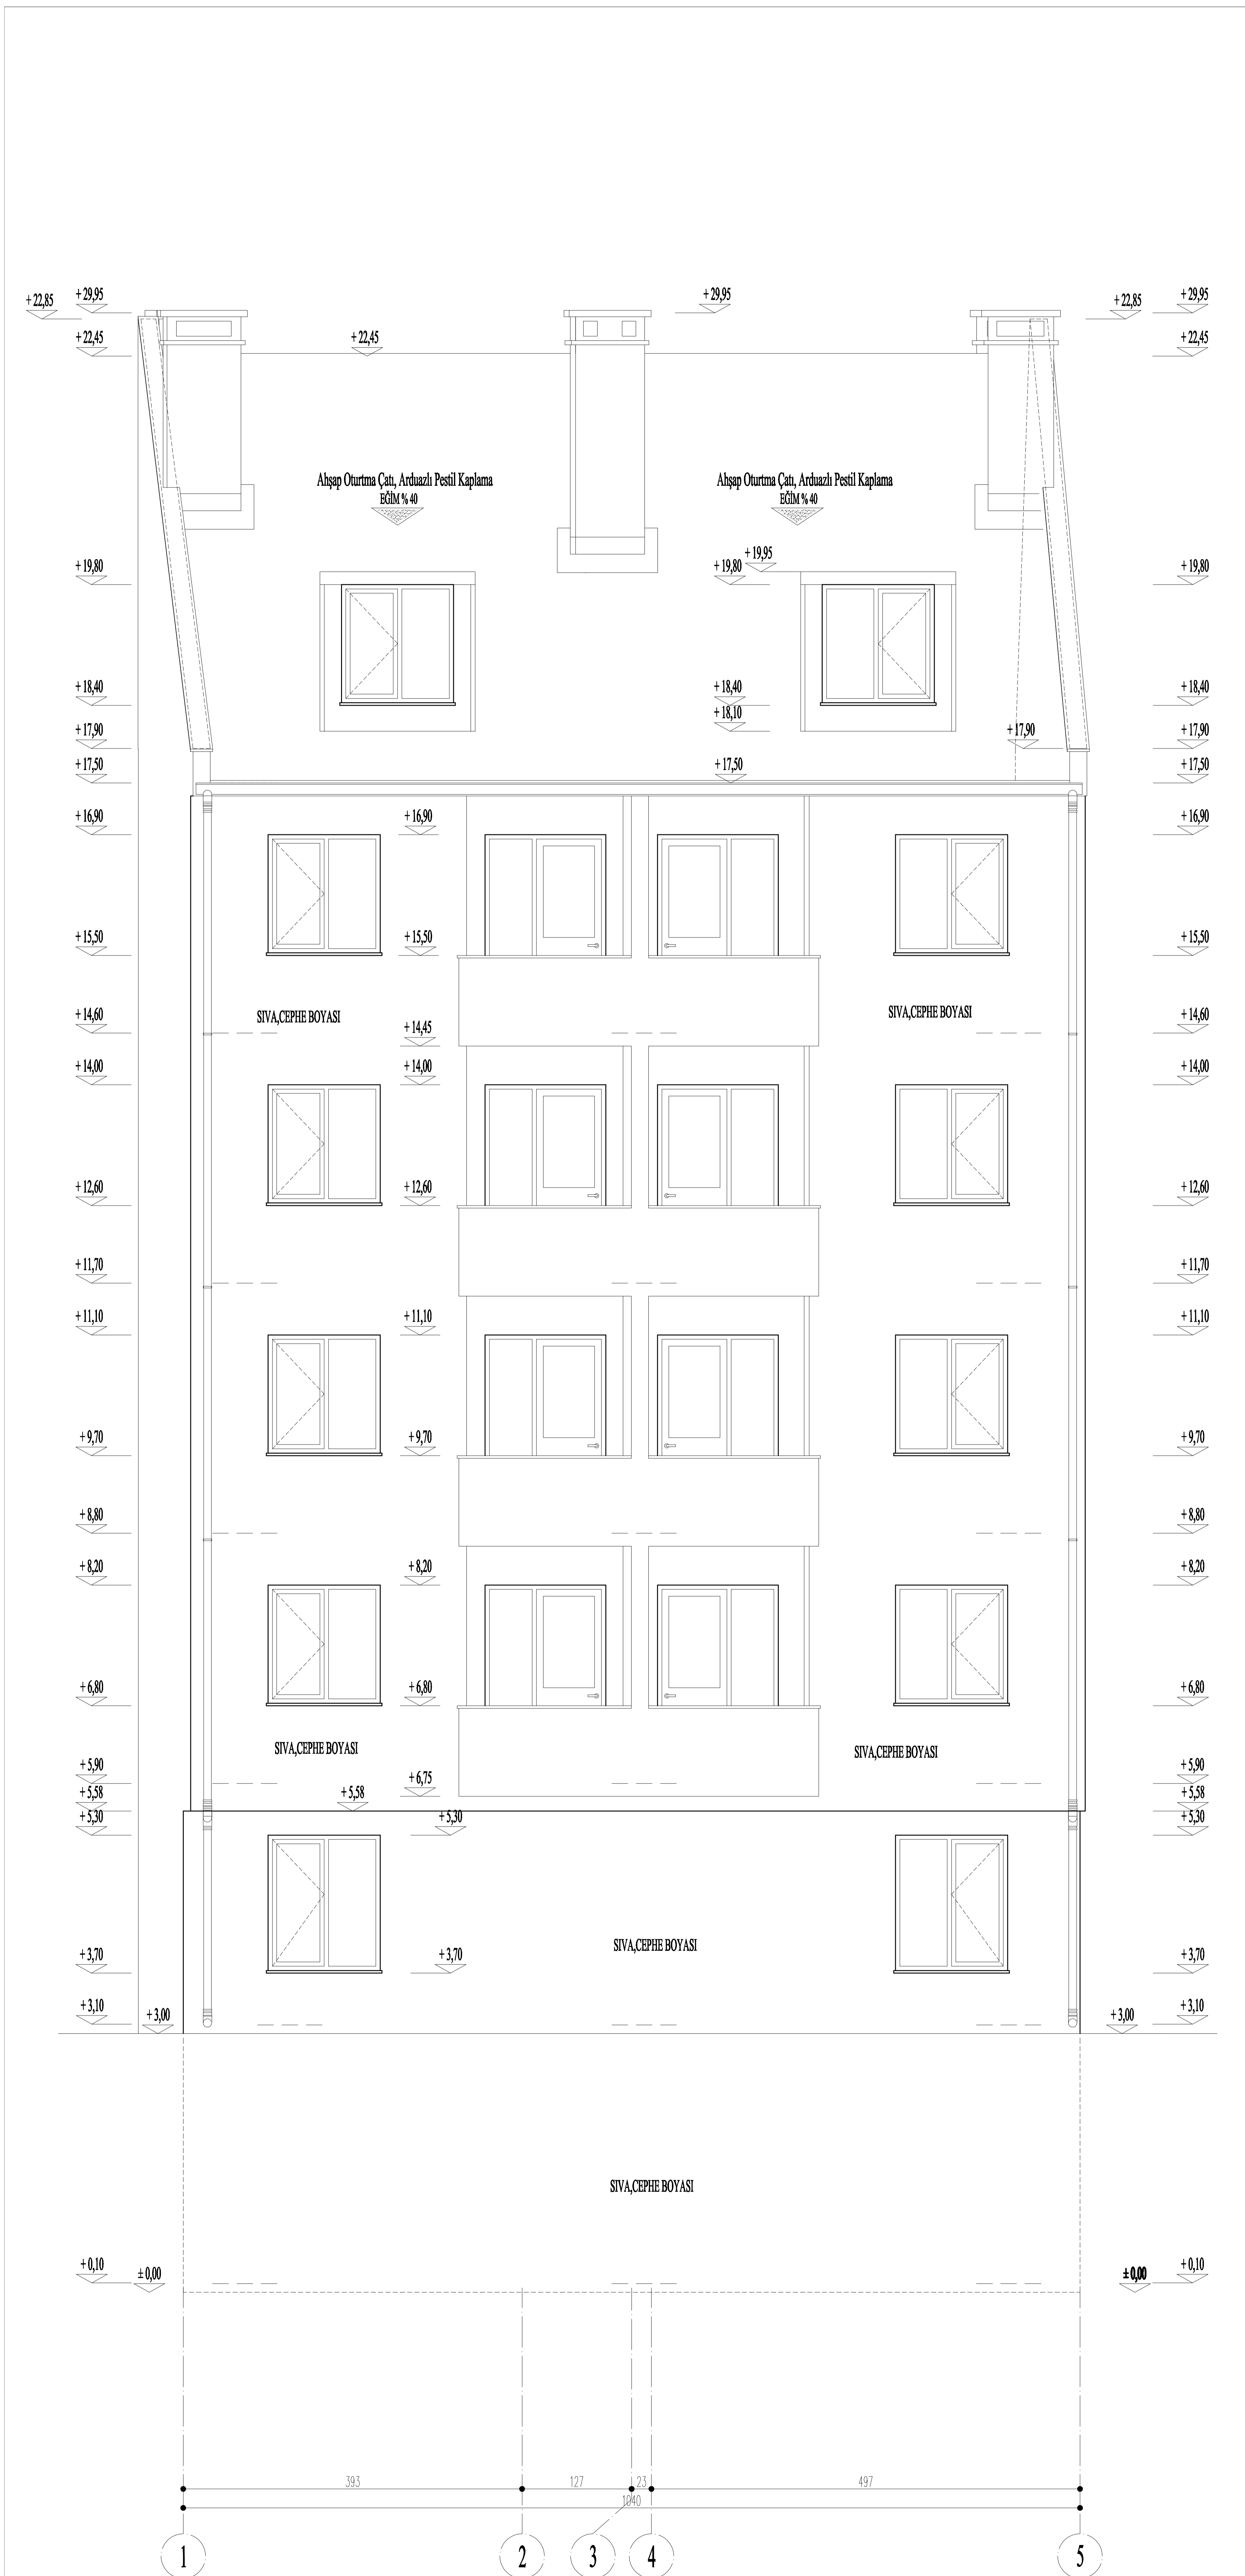 +22,85 +29,95 +29,95 +22,85 +29,95
+22,45 +22,45 +22,45
Ahşap Oturtma Çatı, Arduazlı Pestil Kaplama Ahşap Oturtma Çatı, Arduazlı Pestil Kaplama
EĞİM % 40 EĞİM % 40
+19,95
+19,80 +19,80 +19,80
+18,40 +18,40 +18,40
+18,10
+17,90 +17,90 +17,90
+17,50 +17,50 +17,50
+16,90 +16,90 +16,90
+15,50 +15,50 +15,50
SIVA,CEPHE BOYASI SIVA,CEPHE BOYASI
+14,60 +14,60
+14,45
+14,00 +14,00 +14,00
+12,60 +12,60 +12,60
+11,70 +11,70
+11,10 +11,10 +11,10
+9,70 +9,70 +9,70
+8,80 +8,80
+8,20 +8,20 +8,20
+6,80 +6,80 +6,80
SIVA,CEPHE BOYASI SIVA,CEPHE BOYASI
+5,90 +5,90
+6,75
+5,58 +5,58 +5,58
+5,30 +5,30 +5,30
SIVA,CEPHE BOYASI
+3,70 +3,70 +3,70
+3,10 +3,10
+3,00 +3,00
SIVA,CEPHE BOYASI
+0,10 +0,10
±0,00 ±0,00
393 127 23 497
1040
1 2 3 4 5